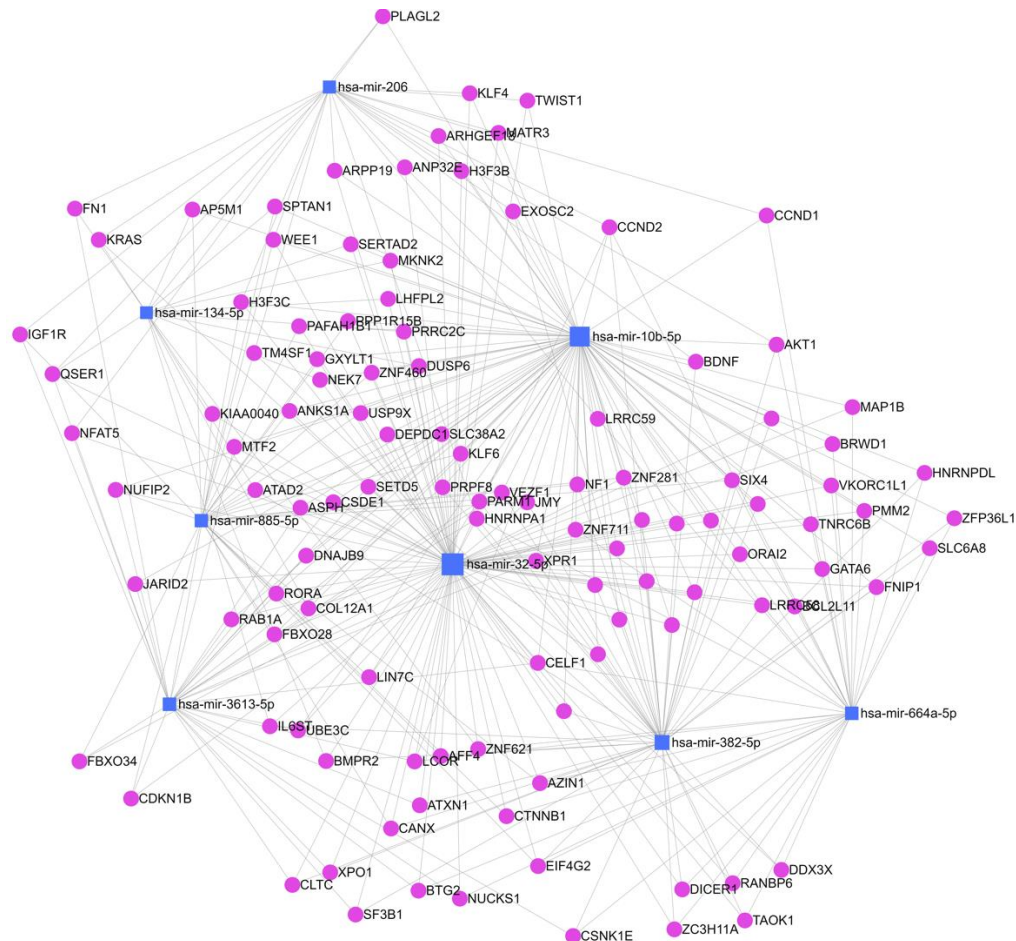 PLAGL2
hsa-mir-206
KLF4
TWIST1
ARHGEF18
MATR3
ARPP19
ANP32E
H3F3B
FN1
AP5M1
SPTAN1
EXOSC2
CCND1
CCND2
KRAS
WEE1
SERTAD2
MKNK2
H3F3C
LHFPL2
hsa-mir-134-5p
PPP1R15B
PAFAH1B1
PRRC2C
IGF1R
hsa-mir-10b-5p
AKT1
TM4SF1
GXYLT1
BDNF
QSER1
ZNF460
DUSP6
NEK7
KIAA0040
ANKS1A
USP9X
MAP1B
LRRC59
NFAT5
DEPDC1
SLC38A2
BRWD1
MTF2
KLF6
HNRNPDL
NUFIP2
ATAD2
SETD5
PRPF8
VEZF1
NF1
ZNF281
SIX4
VKORC1L1
ASPH
CSDE1
PARM1
JMY
PMM2
hsa-mir-885-5p
HNRNPA1
ZNF711
TNRC6B
ZFP36L1
DNAJB9
hsa-mir-32-5p
XPR1
ORAI2
SLC6A8
GATA6
JARID2
RORA
FNIP1
COL12A1
BCL2L11
RAB1A
FBXO28
CELF1
LIN7C
hsa-mir-3613-5p
hsa-mir-664a-5p
IL6ST
UBE3C
hsa-mir-382-5p
FBXO34
BMPR2
LCOR
AFF4
ZNF621
AZIN1
CDKN1B
ATXN1
CTNNB1
CANX
XPO1
EIF4G2
DDX3X
CLTC
BTG2
NUCKS1
DICER1
RANBP6
SF3B1
CSNK1E
ZC3H11A
TAOK1